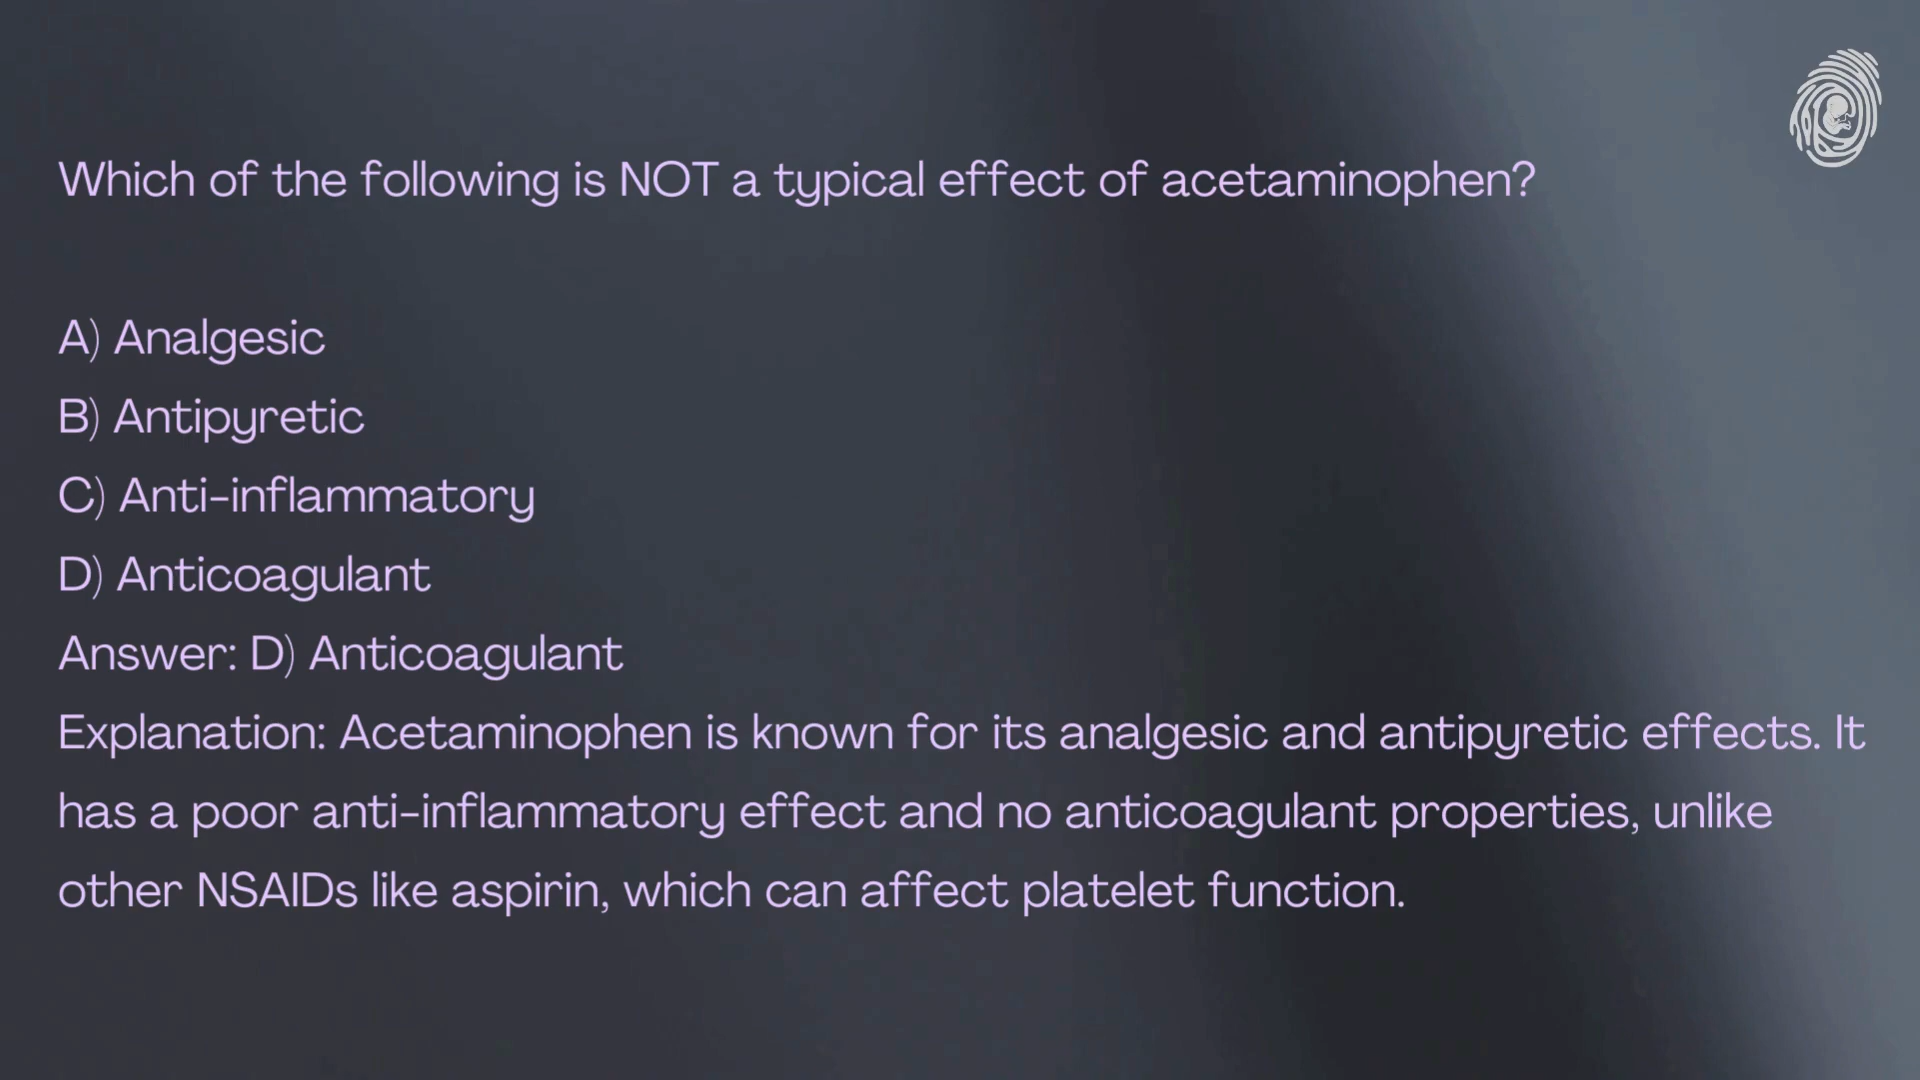 Which of the following is NOT a typical effect of acetaminophen?
A) Analgesic
B) Antipyretic
C) Anti-inflammatory
D) Anticoagulant
Answer: D) Anticoagulant
Explanation: Acetaminophen is known for its analgesic and antipyretic effects. It
has a poor anti-inflammatory effect and no anticoagulant properties, unlike
other NSAIDs like aspirin, which can affect platelet function.